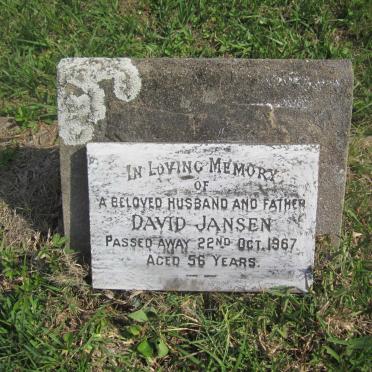 IN LOVING MEMORY
OF
A BELOVED HUSBAND AND FATHER
DAVID JANSEN
PASSED AWAY 22ND OCT. 1967
AGED 56 YEARS.